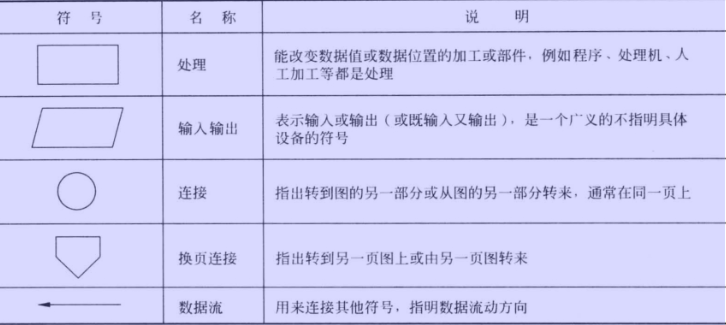 符 号 名 称 说 明
处理
能改变数据值或数据位置的加工或部件，例如程序、处理机、人
工加工等都是处理
输入输出
表示输入或输出（或既输入又输出），是一个广义的不指明具体
设备的符号
连接
指出转到图的另一部分或从图的另一部分转来，通常在同一页上
换页连接
指出转到另一页图上或由另一页图转来
数据流
用来连接其他符号，指明数据流动方向